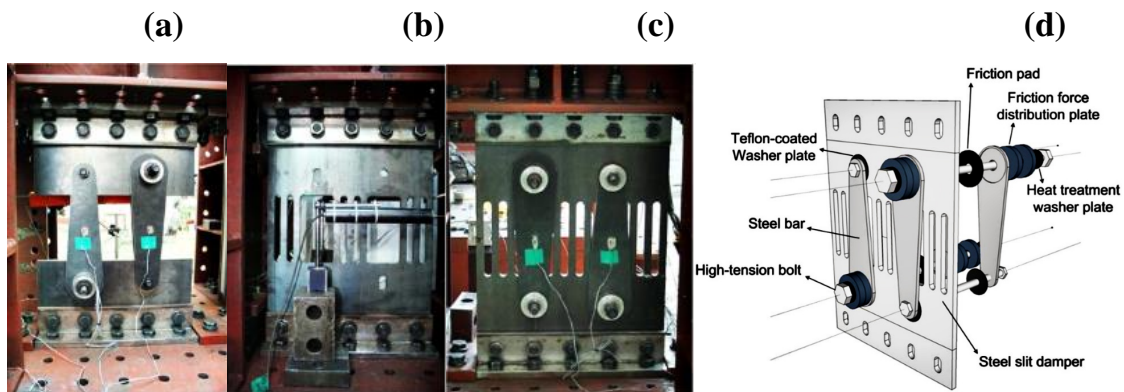 (a)
(b)
(c)
(d)
Friction pad
Friction force
distribution plate
Teflon-coated
Washer plate
Heat treatment
washer plate
Steel bar
High-tension bolt
Steel slit damper